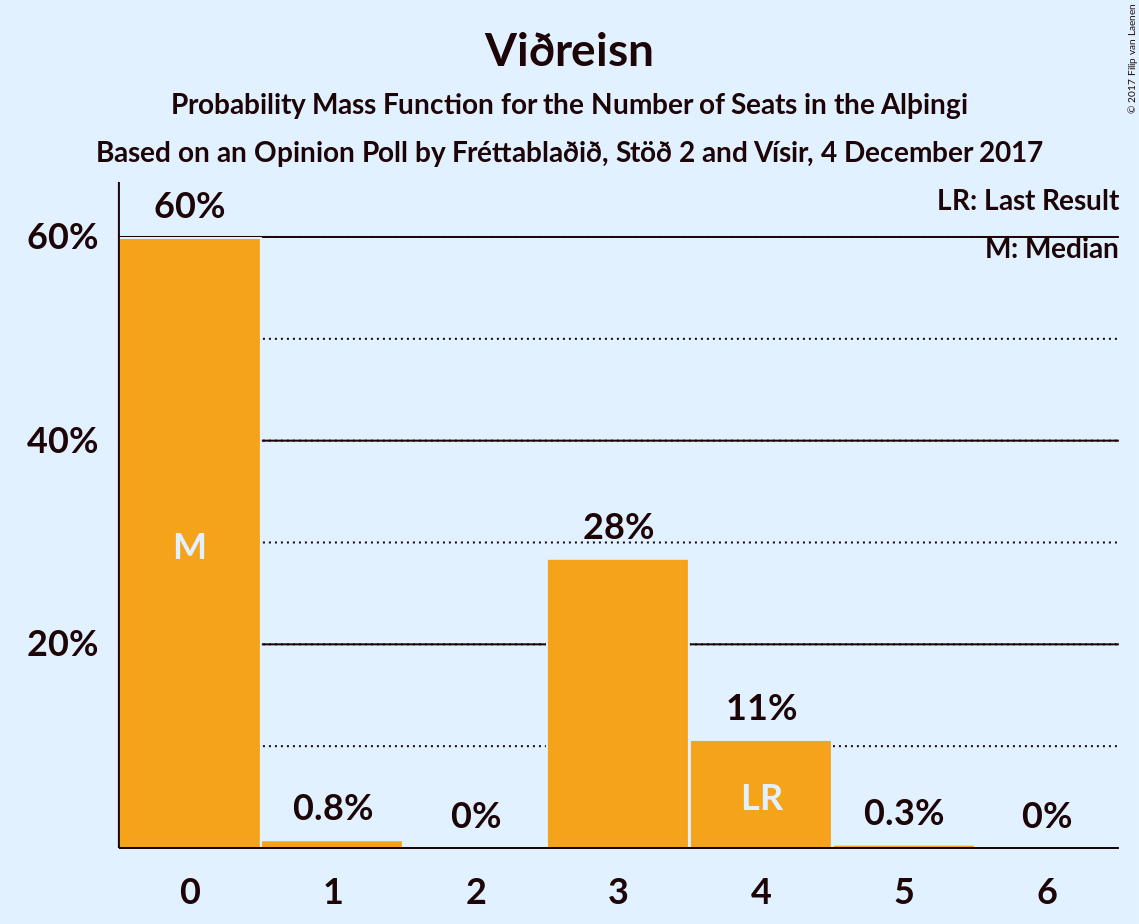 Viðreisn
Probability Mass Function for the Number of Seats in the Alþingi
Based on an Opinion Poll by Fréttablaðið, Stöð 2 and Vísir, 4 December 2017
© 2017 Filip van Laenen
LR: Last Result
M: Median
60%
40%
20%
60%
0.8%
0%
28%
11%
0.3%
0%
M
LR
0 1 2 3 4 5 6